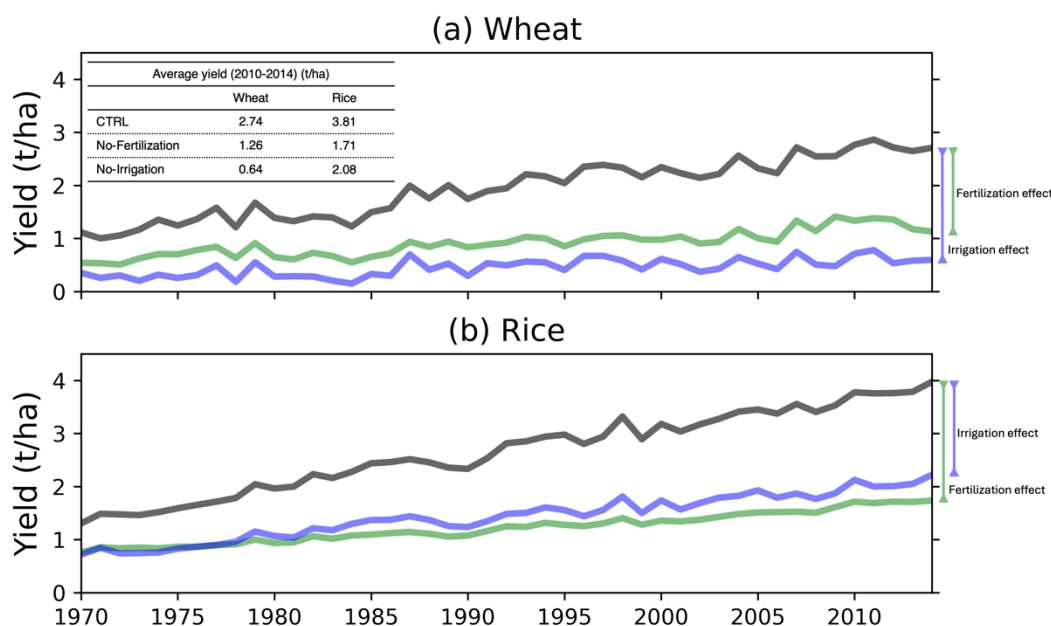 (a) Wheat
Yield (t/ha)
4
3
2
1
0
Average yield (2010-2014) (t/ha)
Wheat Rice
CTRL 2.74 3.81
No-Fertilization 1.26 1.71
No-Irrigation 0.64 2.08
Fertilization effect
Irrigation effect
(b) Rice
Yield (t/ha)
4
3
2
1
0
Irrigation effect
Fertilization effect
1970 1975 1980 1985 1990 1995 2000 2005 2010